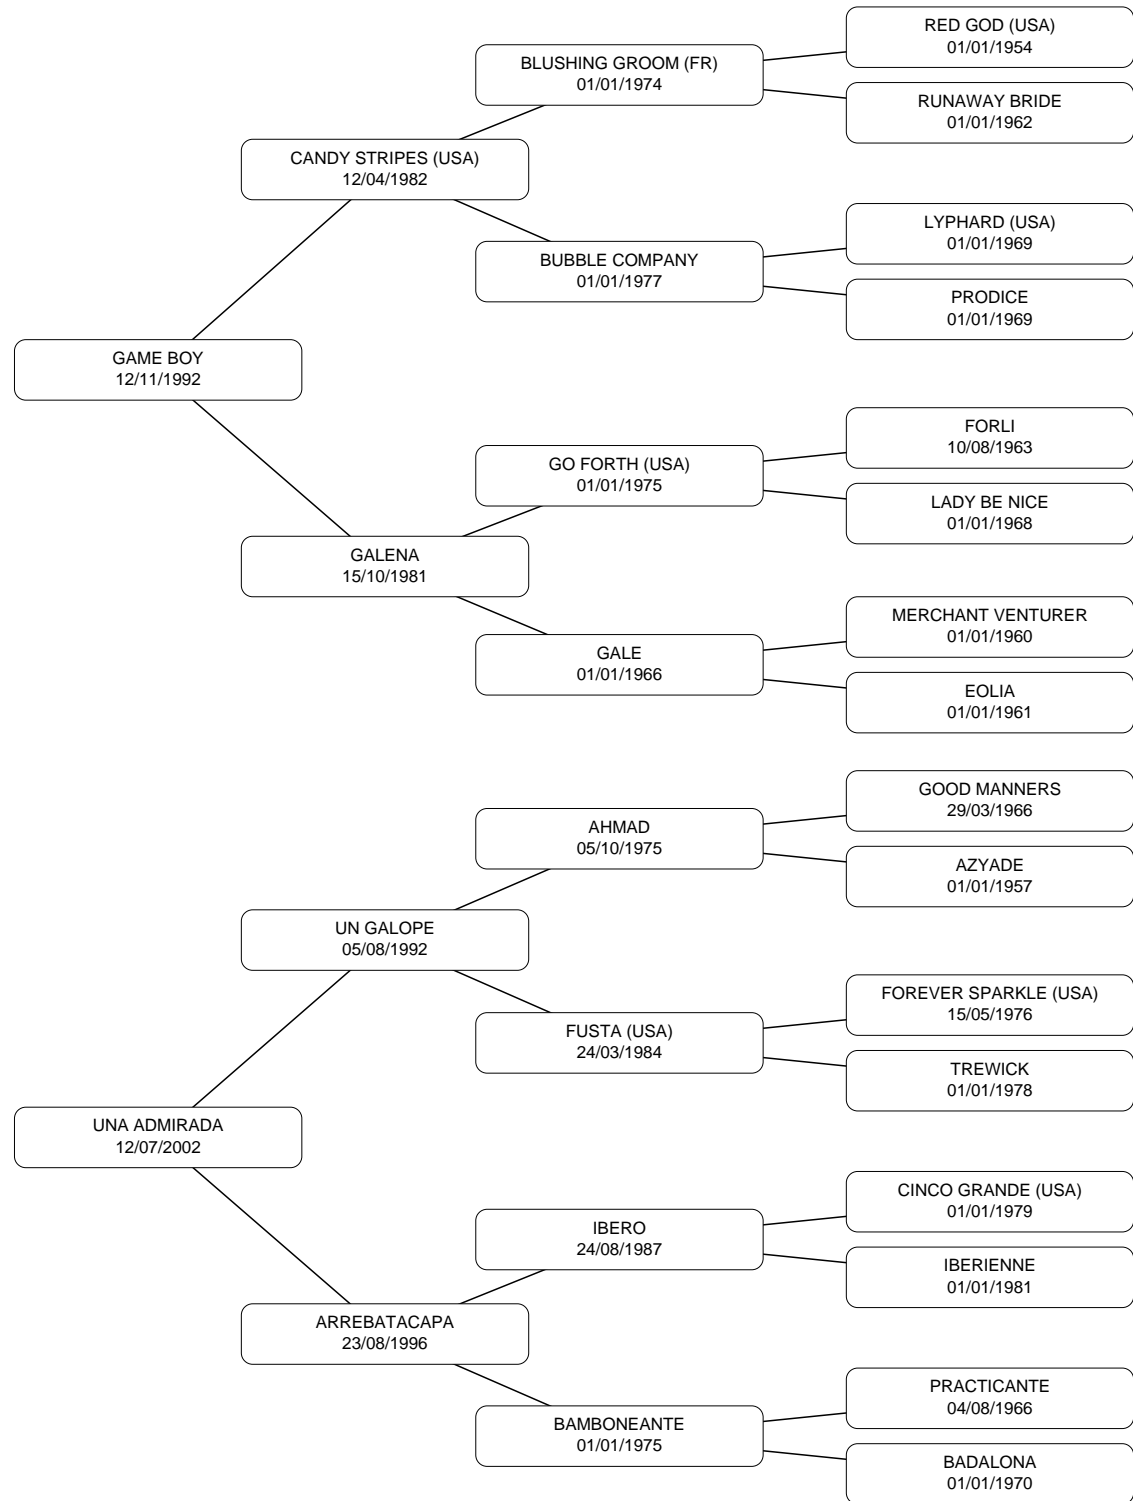 RED GOD (USA)
01/01/1954
BLUSHING GROOM (FR)
01/01/1974
RUNAWAY BRIDE
01/01/1962
CANDY STRIPES (USA)
12/04/1982
LYPHARD (USA)
01/01/1969
BUBBLE COMPANY
01/01/1977
PRODICE
01/01/1969
GAME BOY
12/11/1992
FORLI
10/08/1963
GO FORTH (USA)
01/01/1975
LADY BE NICE
01/01/1968
GALENA
15/10/1981
MERCHANT VENTURER
01/01/1960
GALE
01/01/1966
EOLIA
01/01/1961
GOOD MANNERS
29/03/1966
AHMAD
05/10/1975
AZYADE
01/01/1957
UN GALOPE
05/08/1992
FOREVER SPARKLE (USA)
15/05/1976
FUSTA (USA)
24/03/1984
TREWICK
01/01/1978
UNA ADMIRADA
12/07/2002
CINCO GRANDE (USA)
01/01/1979
IBERO
24/08/1987
IBERIENNE
01/01/1981
ARREBATACAPA
23/08/1996
PRACTICANTE
04/08/1966
BAMBONEANTE
01/01/1975
BADALONA
01/01/1970